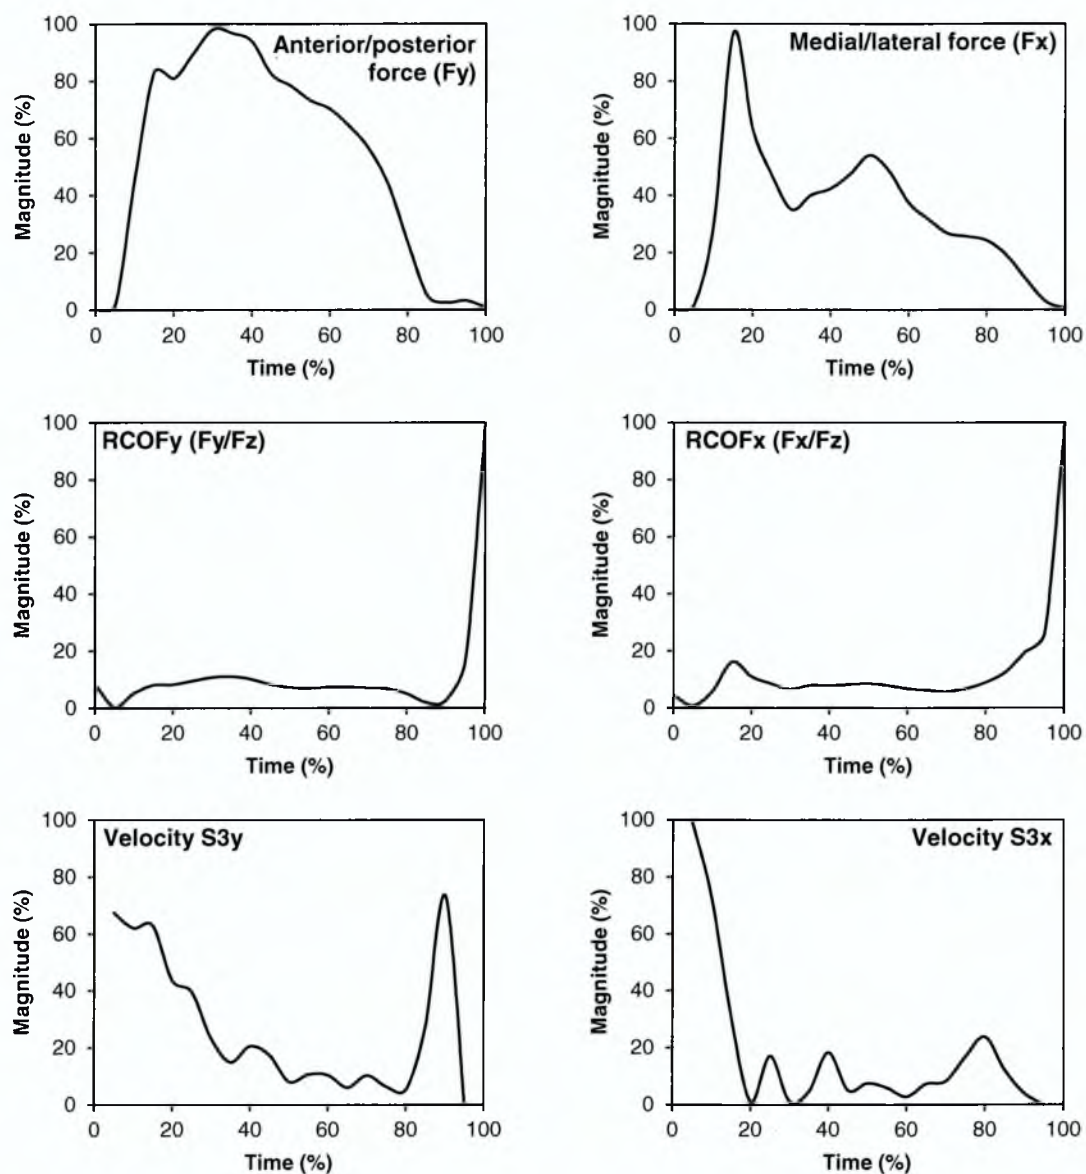 Anterior/posterior
force (Fy)
Magnitude (%)
100
80
60
40
20
0
0 20 40 60 80 100
Time (%)
Medial/lateral force (Fx)
Magnitude (%)
100
80
60
40
20
0
0 20 40 60 80 100
Time (%)
RCOFy (Fy/Fz)
Magnitude (%)
100
80
60
40
20
0
0 20 40 60 80 100
Time (%)
RCOFx (Fx/Fz)
Magnitude (%)
100
80
60
40
20
0
0 20 40 60 80 100
Time (%)
Velocity S3y
Magnitude (%)
100
80
60
40
20
0
0 20 40 60 80 100
Time (%)
Velocity S3x
Magnitude (%)
100
80
60
40
20
0
0 20 40 60 80 100
Time (%)